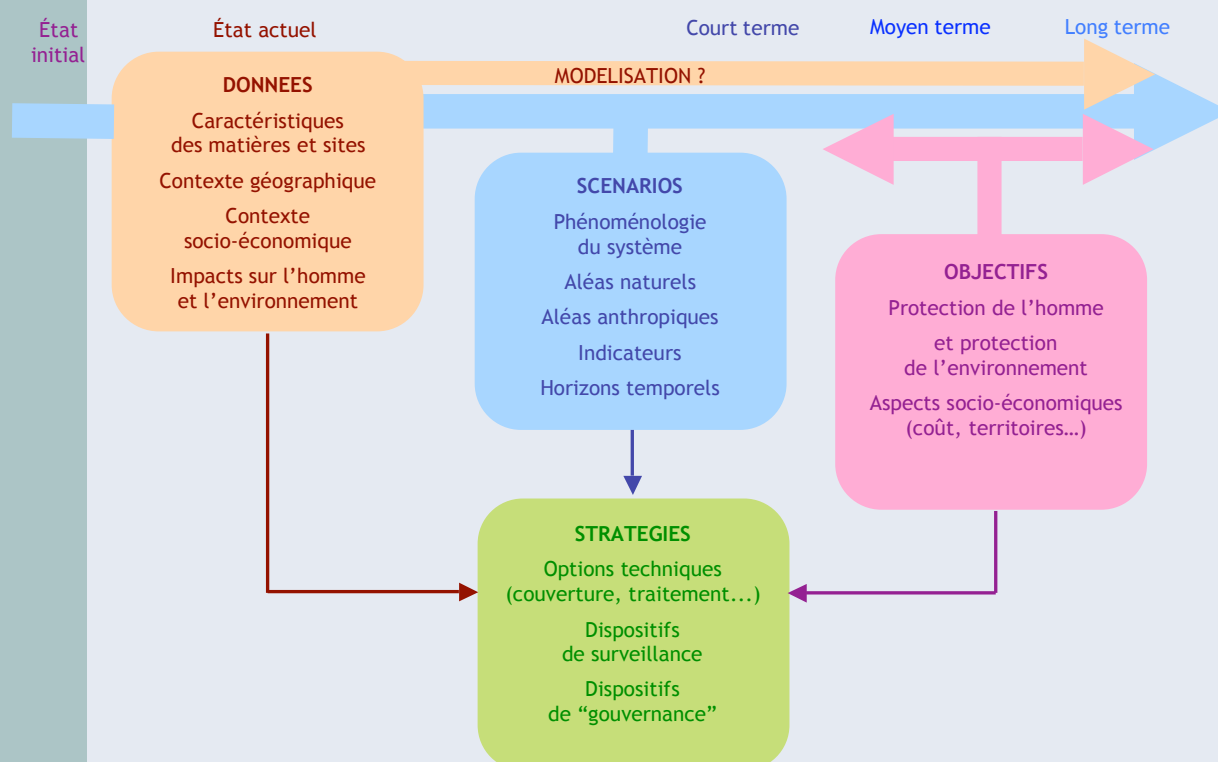 État
initial
État actuel
Court terme
Moyen terme
Long terme
MODELISATION ?
DONNEES
Caractéristiques
des matières et sites
Contexte géographique
Contexte
socio-économique
Impacts sur l’homme
et l’environnement
SCENARIOS
Phénoménologie
du système
Aléas naturels
Aléas anthropiques
Indicateurs
Horizons temporels
OBJECTIFS
Protection de l’homme
et protection
de l’environnement
Aspects socio-économiques
(coût, territoires…)
STRATEGIES
Options techniques
(couverture, traitement...)
Dispositifs
de surveillance
Dispositifs
de “gouvernance”